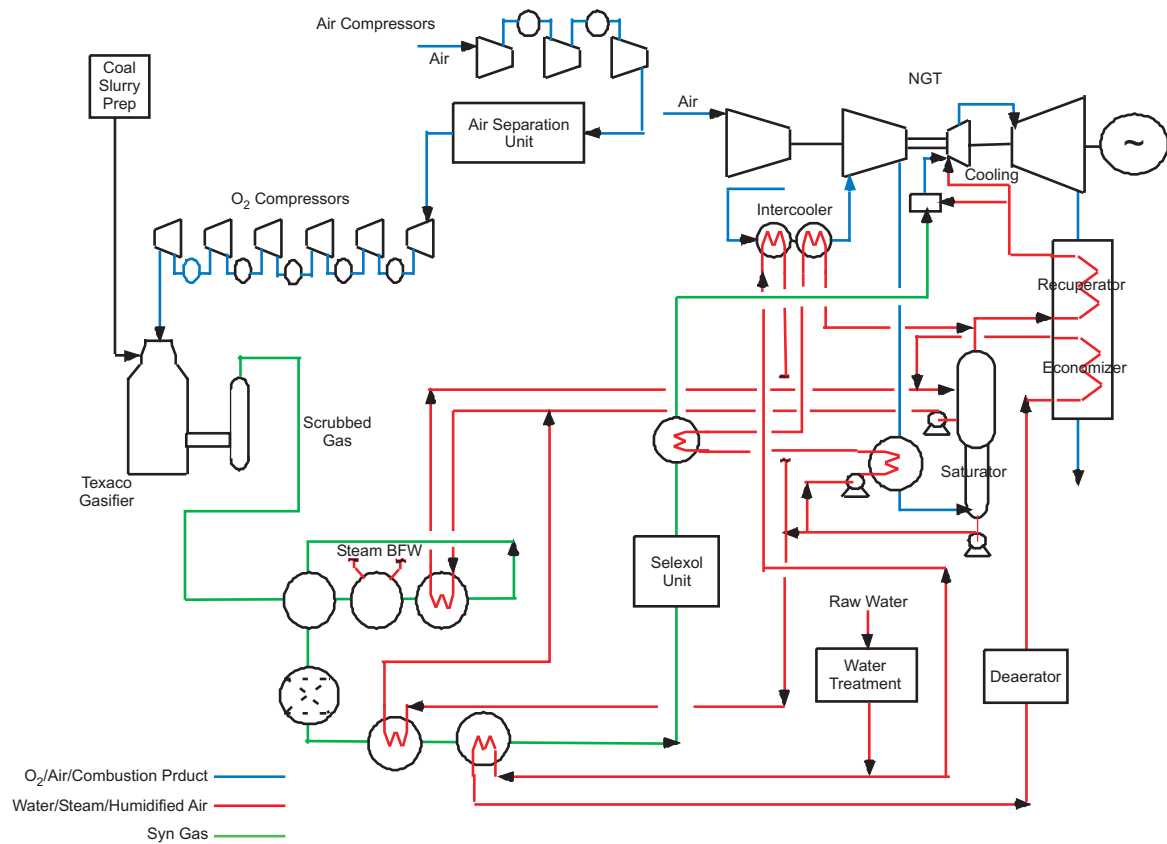 Air Compressors
Air
Coal
Slurry
Prep
NGT
Air
Air Separation
Unit
~
Cooling
O₂ Compressors
Intercooler
Recuperator
Economizer
Scrubbed
Gas
Texaco
Gasifier
Saturator
Steam BFW
Selexol
Unit
Raw Water
Water
Treatment
Deaerator
O₂/Air/Combustion Prduct
Water/Steam/Humidified Air
Syn Gas